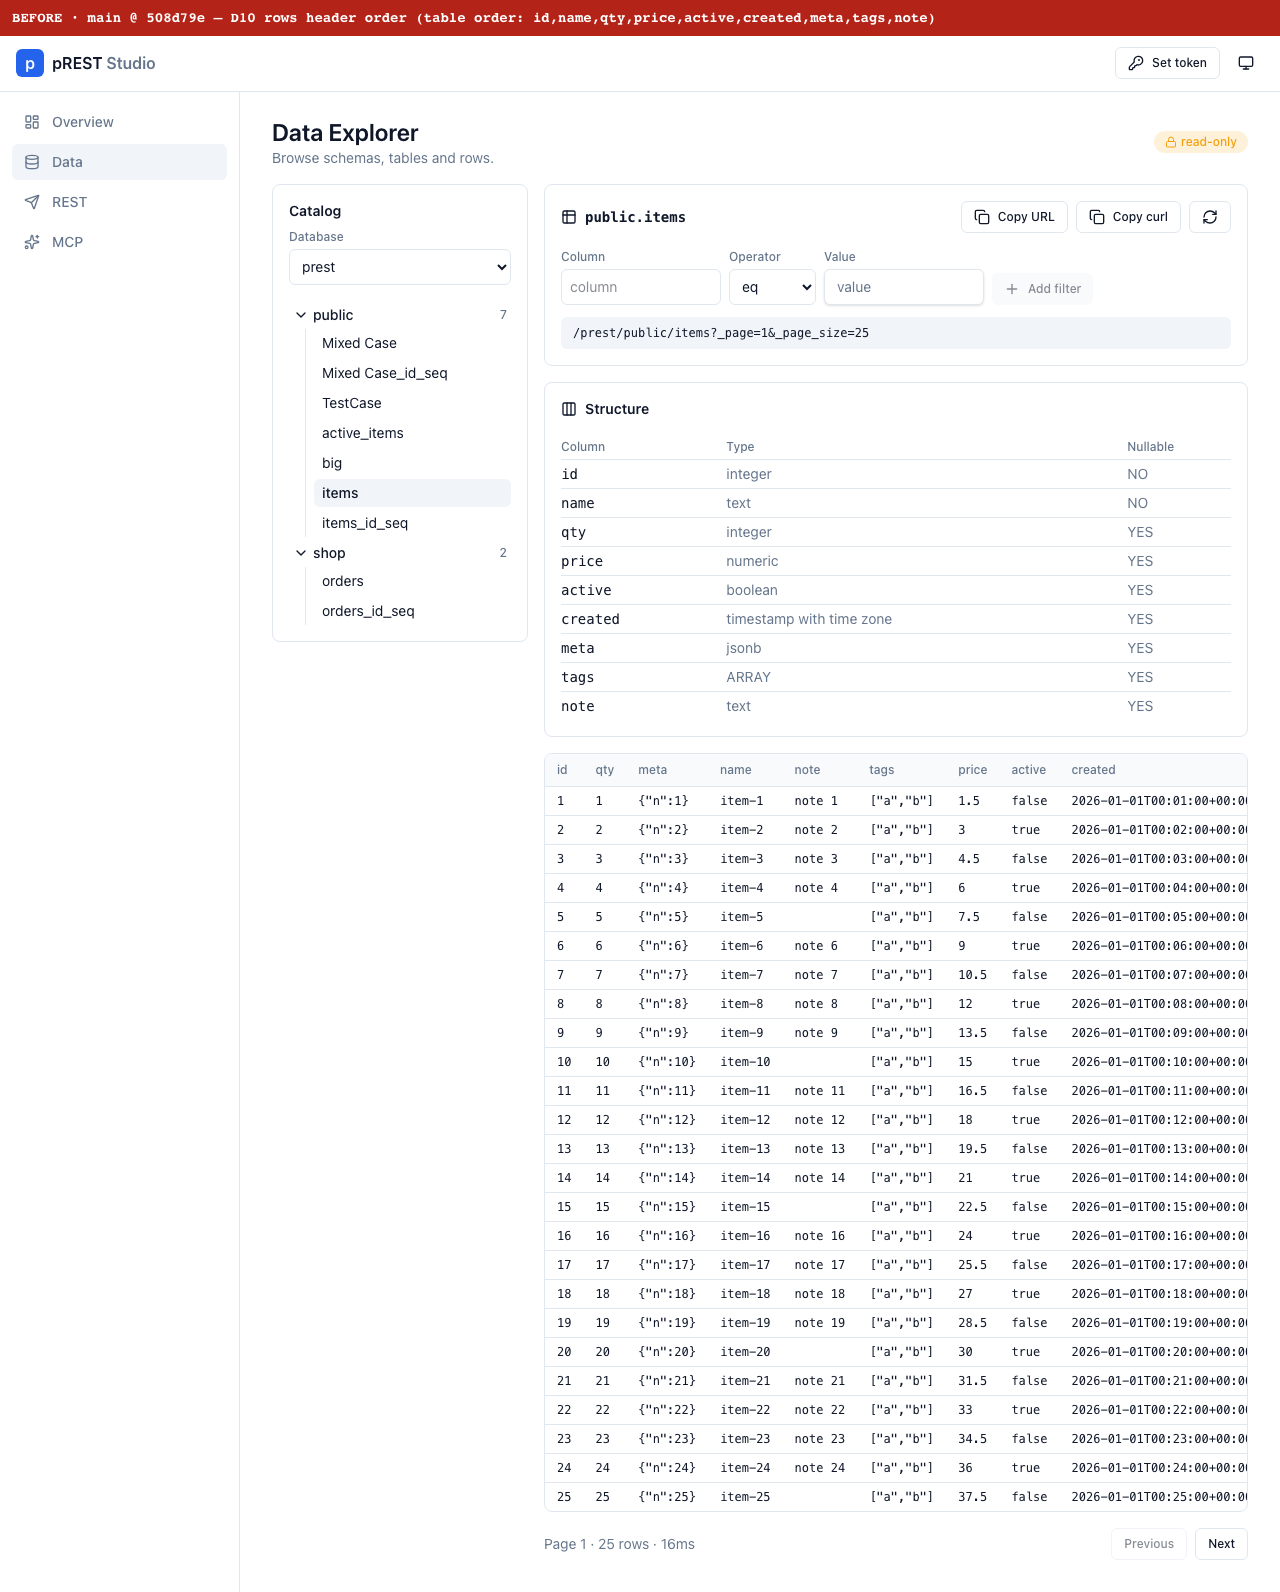 BEFORE · main @ 508d79e — D10 rows header order (table order: id,name,qty,price,active,created,meta,tags,note)
p pREST Studio
Set token
Overview
Data
REST
MCP
Data Explorer
Browse schemas, tables and rows.
read-only
Catalog
Database
prest
public 7
Mixed Case
Mixed Case_id_seq
TestCase
active_items
big
items
items_id_seq
shop 2
orders
orders_id_seq
public.items
Copy URL
Copy curl
Column Operator Value
column eq value + Add filter
/prest/public/items?_page=1&_page_size=25
Structure
Column Type Nullable
id integer NO
name text NO
qty integer YES
price numeric YES
active boolean YES
created timestamp with time zone YES
meta jsonb YES
tags ARRAY YES
note text YES
id qty meta name note tags price active created
1 1 {"n":1} item-1 note 1 ["a","b"] 1.5 false 2026-01-01T00:01:00+00:00
2 2 {"n":2} item-2 note 2 ["a","b"] 3 true 2026-01-01T00:02:00+00:00
3 3 {"n":3} item-3 note 3 ["a","b"] 4.5 false 2026-01-01T00:03:00+00:00
4 4 {"n":4} item-4 note 4 ["a","b"] 6 true 2026-01-01T00:04:00+00:00
5 5 {"n":5} item-5 ["a","b"] 7.5 false 2026-01-01T00:05:00+00:00
6 6 {"n":6} item-6 note 6 ["a","b"] 9 true 2026-01-01T00:06:00+00:00
7 7 {"n":7} item-7 note 7 ["a","b"] 10.5 false 2026-01-01T00:07:00+00:00
8 8 {"n":8} item-8 note 8 ["a","b"] 12 true 2026-01-01T00:08:00+00:00
9 9 {"n":9} item-9 note 9 ["a","b"] 13.5 false 2026-01-01T00:09:00+00:00
10 10 {"n":10} item-10 ["a","b"] 15 true 2026-01-01T00:10:00+00:00
11 11 {"n":11} item-11 note 11 ["a","b"] 16.5 false 2026-01-01T00:11:00+00:00
12 12 {"n":12} item-12 note 12 ["a","b"] 18 true 2026-01-01T00:12:00+00:00
13 13 {"n":13} item-13 note 13 ["a","b"] 19.5 false 2026-01-01T00:13:00+00:00
14 14 {"n":14} item-14 note 14 ["a","b"] 21 true 2026-01-01T00:14:00+00:00
15 15 {"n":15} item-15 ["a","b"] 22.5 false 2026-01-01T00:15:00+00:00
16 16 {"n":16} item-16 note 16 ["a","b"] 24 true 2026-01-01T00:16:00+00:00
17 17 {"n":17} item-17 note 17 ["a","b"] 25.5 false 2026-01-01T00:17:00+00:00
18 18 {"n":18} item-18 note 18 ["a","b"] 27 true 2026-01-01T00:18:00+00:00
19 19 {"n":19} item-19 note 19 ["a","b"] 28.5 false 2026-01-01T00:19:00+00:00
20 20 {"n":20} item-20 ["a","b"] 30 true 2026-01-01T00:20:00+00:00
21 21 {"n":21} item-21 note 21 ["a","b"] 31.5 false 2026-01-01T00:21:00+00:00
22 22 {"n":22} item-22 note 22 ["a","b"] 33 true 2026-01-01T00:22:00+00:00
23 23 {"n":23} item-23 note 23 ["a","b"] 34.5 false 2026-01-01T00:23:00+00:00
24 24 {"n":24} item-24 note 24 ["a","b"] 36 true 2026-01-01T00:24:00+00:00
25 25 {"n":25} item-25 ["a","b"] 37.5 false 2026-01-01T00:25:00+00:00
Page 1 · 25 rows · 16ms
Previous
Next